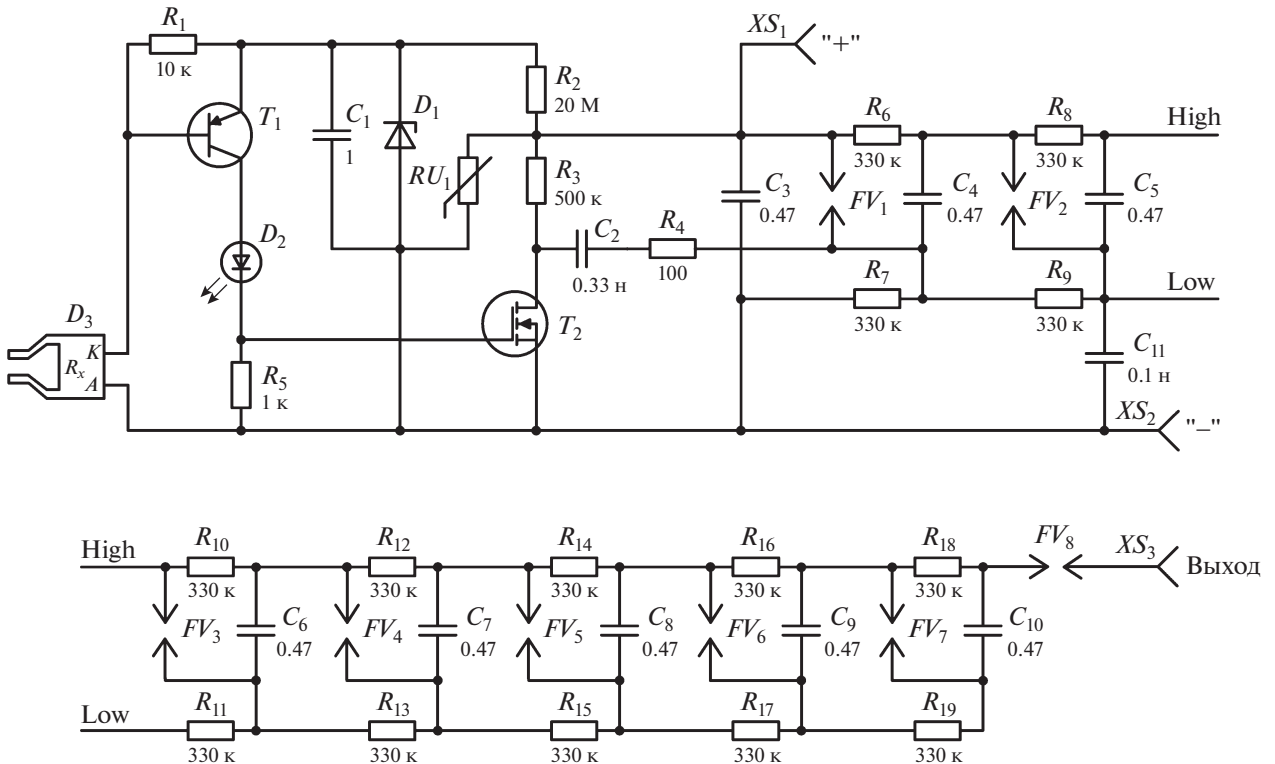 R1
10 к
T1
C1
1
D1
R2
20 М
RU1
R3
500 к
D2
C2
0.33 н
R4
100
T2
D3
K
Rx
A
R5
1 к
XS1
"+"
C3
0.47
FV1
R6
330 к
C4
0.47
R7
330 к
FV2
R8
330 к
C5
0.47
R9
330 к
High
Low
C11
0.1 н
XS2
"–"
High
R10
330 к
FV3
C6
0.47
Low
R11
330 к
R12
330 к
FV4
C7
0.47
R13
330 к
R14
330 к
FV5
C8
0.47
R15
330 к
R16
330 к
FV6
C9
0.47
R17
330 к
R18
330 к
FV7
C10
0.47
R19
330 к
FV8
XS3
Выход